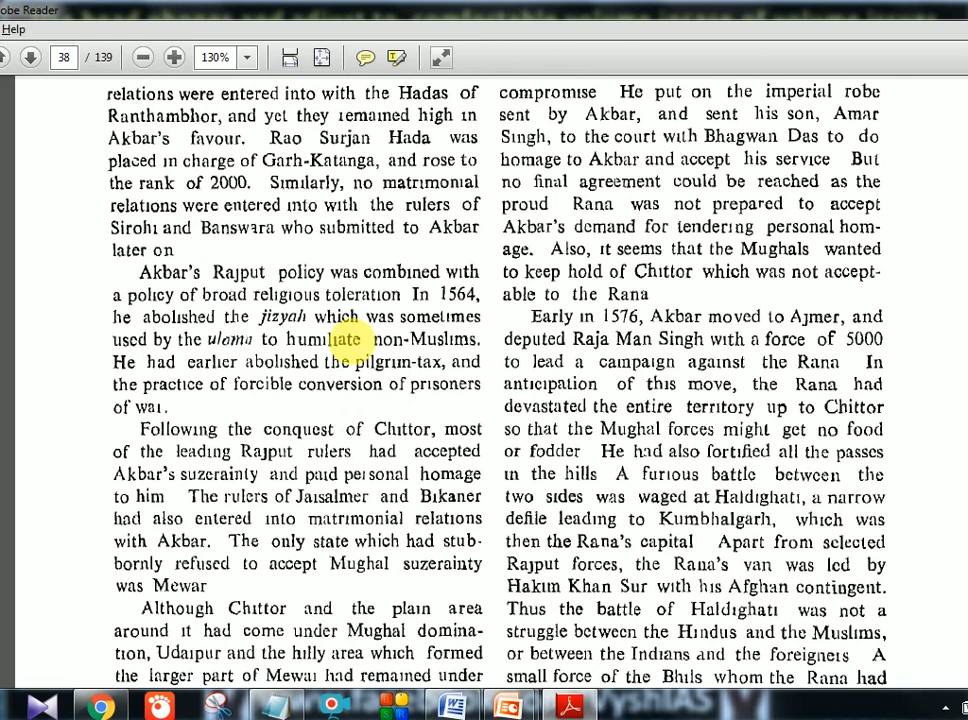 obe Reader
Help
38 / 139
130%
relations were entered into with the Hadas of
Ranthambhor, and yet they remained high in
Akbar's favour. Rao Surjan Hada was
placed in charge of Garh-Katanga, and rose to
the rank of 2000. Similarly, no matrimonial
relations were entered into with the rulers of
Sirohi and Banswara who submitted to Akbar
later on
Akbar's Rajput policy was combined with
a policy of broad religious toleration In 1564,
he abolished the jizyah which was sometimes
used by the ulama to humiliate non-Muslims.
He had earlier abolished the pilgrim-tax, and
the practice of forcible conversion of prisoners
of war.
Following the conquest of Chittor, most
of the leading Rajput rulers had accepted
Akbar's suzerainty and paid personal homage
to him The rulers of Jaisalmer and Bikaner
had also entered into matrimonial relations
with Akbar. The only state which had stub-
bornly refused to accept Mughal suzerainty
was Mewar
Although Chittor and the plain area
around it had come under Mughal domina-
tion, Udaipur and the hilly area which formed
the larger part of Mewar had remained under
compromise He put on the imperial robe
sent by Akbar, and sent his son, Amar
Singh, to the court with Bhagwan Das to do
homage to Akbar and accept his service But
no final agreement could be reached as the
proud Rana was not prepared to accept
Akbar's demand for tendering personal hom-
age. Also, it seems that the Mughals wanted
to keep hold of Chittor which was not accept-
able to the Rana
Early in 1576, Akbar moved to Ajmer, and
deputed Raja Man Singh with a force of 5000
to lead a campaign against the Rana In
anticipation of this move, the Rana had
devastated the entire territory up to Chittor
so that the Mughal forces might get no food
or fodder He had also fortified all the passes
in the hills A furious battle between the
two sides was waged at Haldighati, a narrow
defile leading to Kumbhalgarh, which was
then the Rana's capital Apart from selected
Rajput forces, the Rana's van was led by
Hakim Khan Sur with his Afghan contingent.
Thus the battle of Haldighati was not a
struggle between the Hindus and the Muslims,
or between the Indians and the foreigners A
small force of the Bhils whom the Rana had